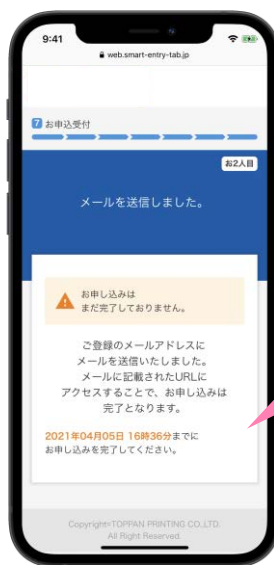 9:41
web.smart-entry-tab.jp
7 お申込受付
お2人目
メールを送信しました。
お申し込みは
まだ完了しておりません。
ご登録のメールアドレスに
メールを送信いたしました。
メールに記載されたURLに
アクセスすることで、お申し込みは
完了となります。
2021年04月05日 16時36分までに
お申し込みを完了してください。
Copyright©TOPPAN PRINTING CO.,LTD.
All Right Reserved.